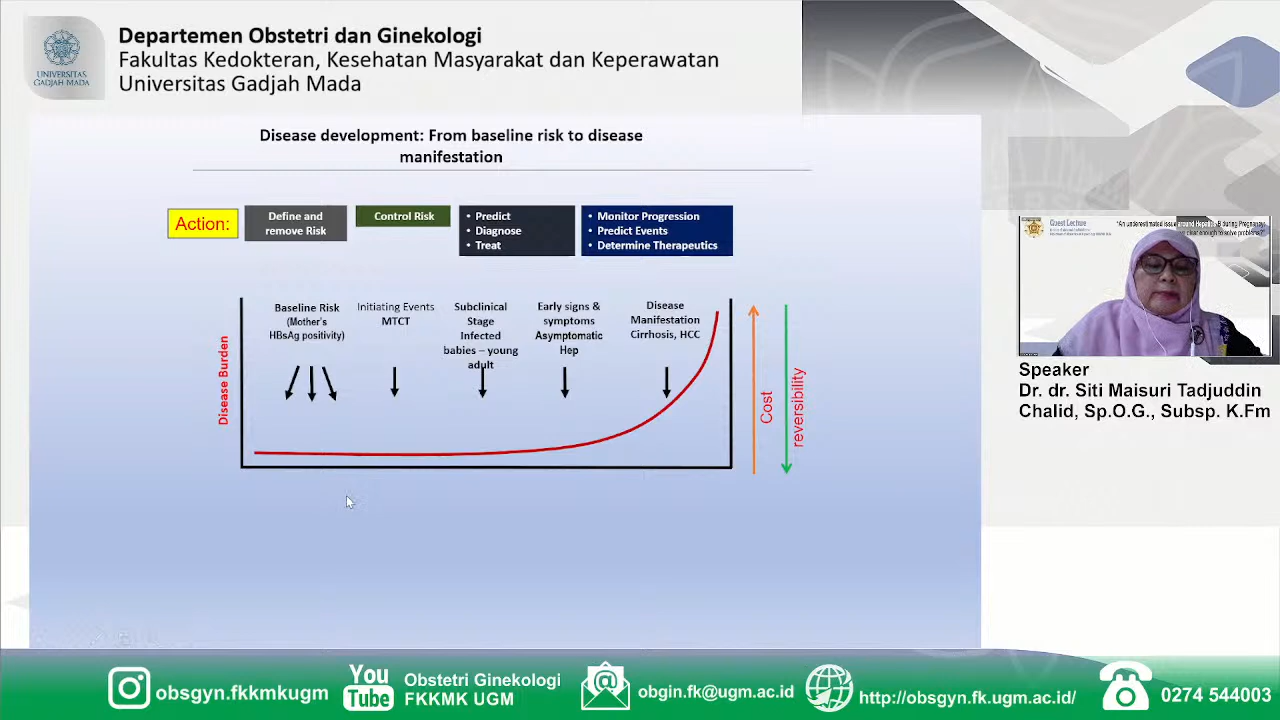 UNIVERSITAS
GADJAH MADA
Departemen Obstetri dan Ginekologi
Fakultas Kedokteran, Kesehatan Masyarakat dan Keperawatan
Universitas Gadjah Mada
Disease development: From baseline risk to disease
manifestation
Action:
Define and
remove Risk
Control Risk
• Predict
• Diagnose
• Treat
• Monitor Progression
• Predict Events
• Determine Therapeutics
Disease Burden
Baseline Risk
(Mother's
HBsAg positivity)
Initiating Events
MTCT
Subclinical
Stage
Infected
babies – young
adult
Early signs &
symptoms
Asymptomatic
Hep
Disease
Manifestation
Cirrhosis, HCC
Cost
reversibility
Guest Lecture
Speaker
Dr. dr. Siti Maisuri Tadjuddin
Chalid, Sp.O.G., Subsp. K.Fm
obsgyn.fkkmkugm
You
Tube
Obstetri Ginekologi
FKKMK UGM
obgin.fk@ugm.ac.id
http://obsgyn.fk.ugm.ac.id/
0274 544003